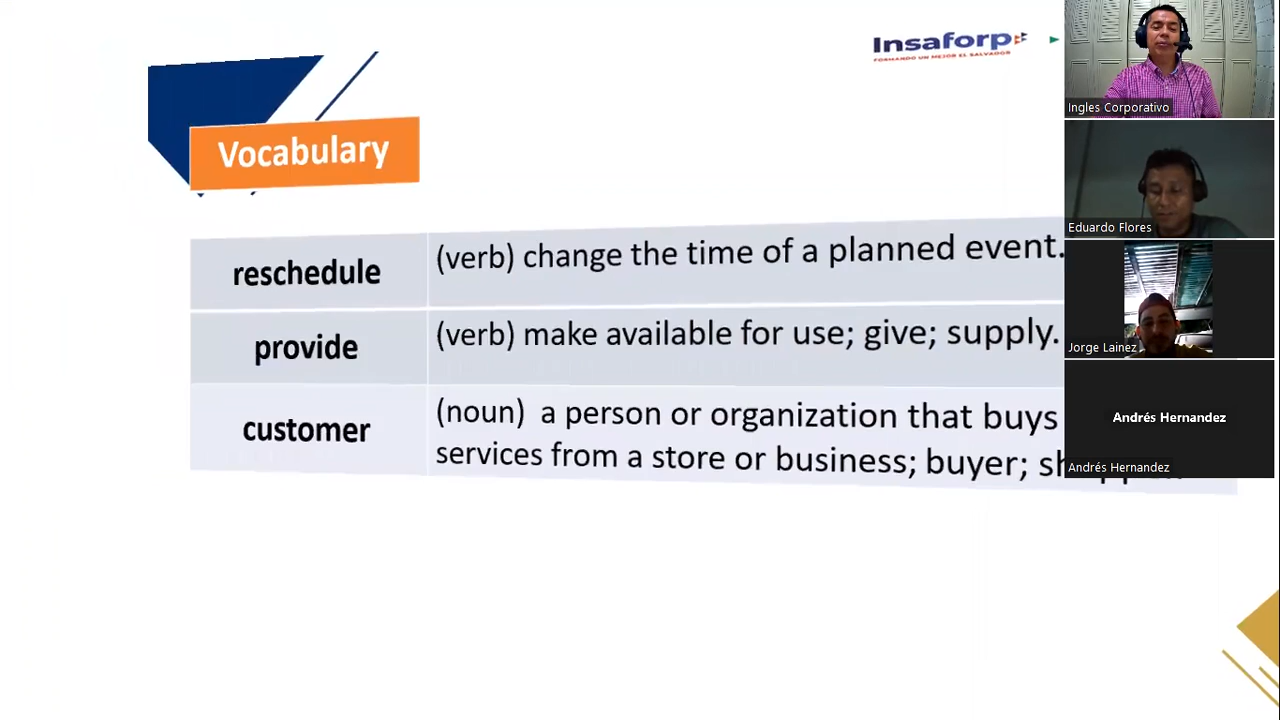 Insaforp
FORMANDO UN MEJOR EL SALVADOR
Vocabulary
reschedule
(verb) change the time of a planned event.
provide
(verb) make available for use; give; supply.
customer
(noun) a person or organization that buys
services from a store or business; buyer;
Ingles Corporativo
Eduardo Flores
Jorge Lainez
Andrés Hernandez
Andrés Hernandez